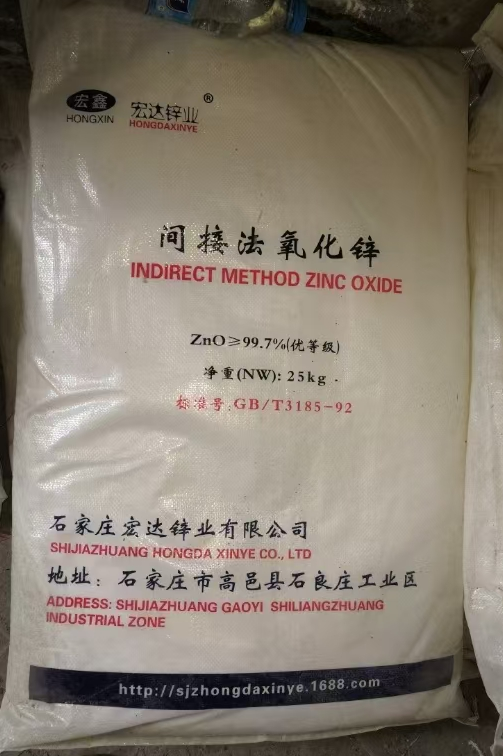 宏鑫
HONGXIN
宏达锌业®
HONGDAXINYE
间接法氧化锌
INDIRECT METHOD ZINC OXIDE
ZnO≥99.7%(优等级)
净重(NW): 25kg
标准号:GB/T3185-92
石家庄宏达锌业有限公司
SHIJIAZHUANG HONGDA XINYE CO., LTD
地址：石家庄市高邑县石良庄工业区
ADDRESS: SHIJIAZHUANG GAOYI SHILIANGZHUANG
INDUSTRIAL ZONE
http://sjzhongdaxinye.1688.com